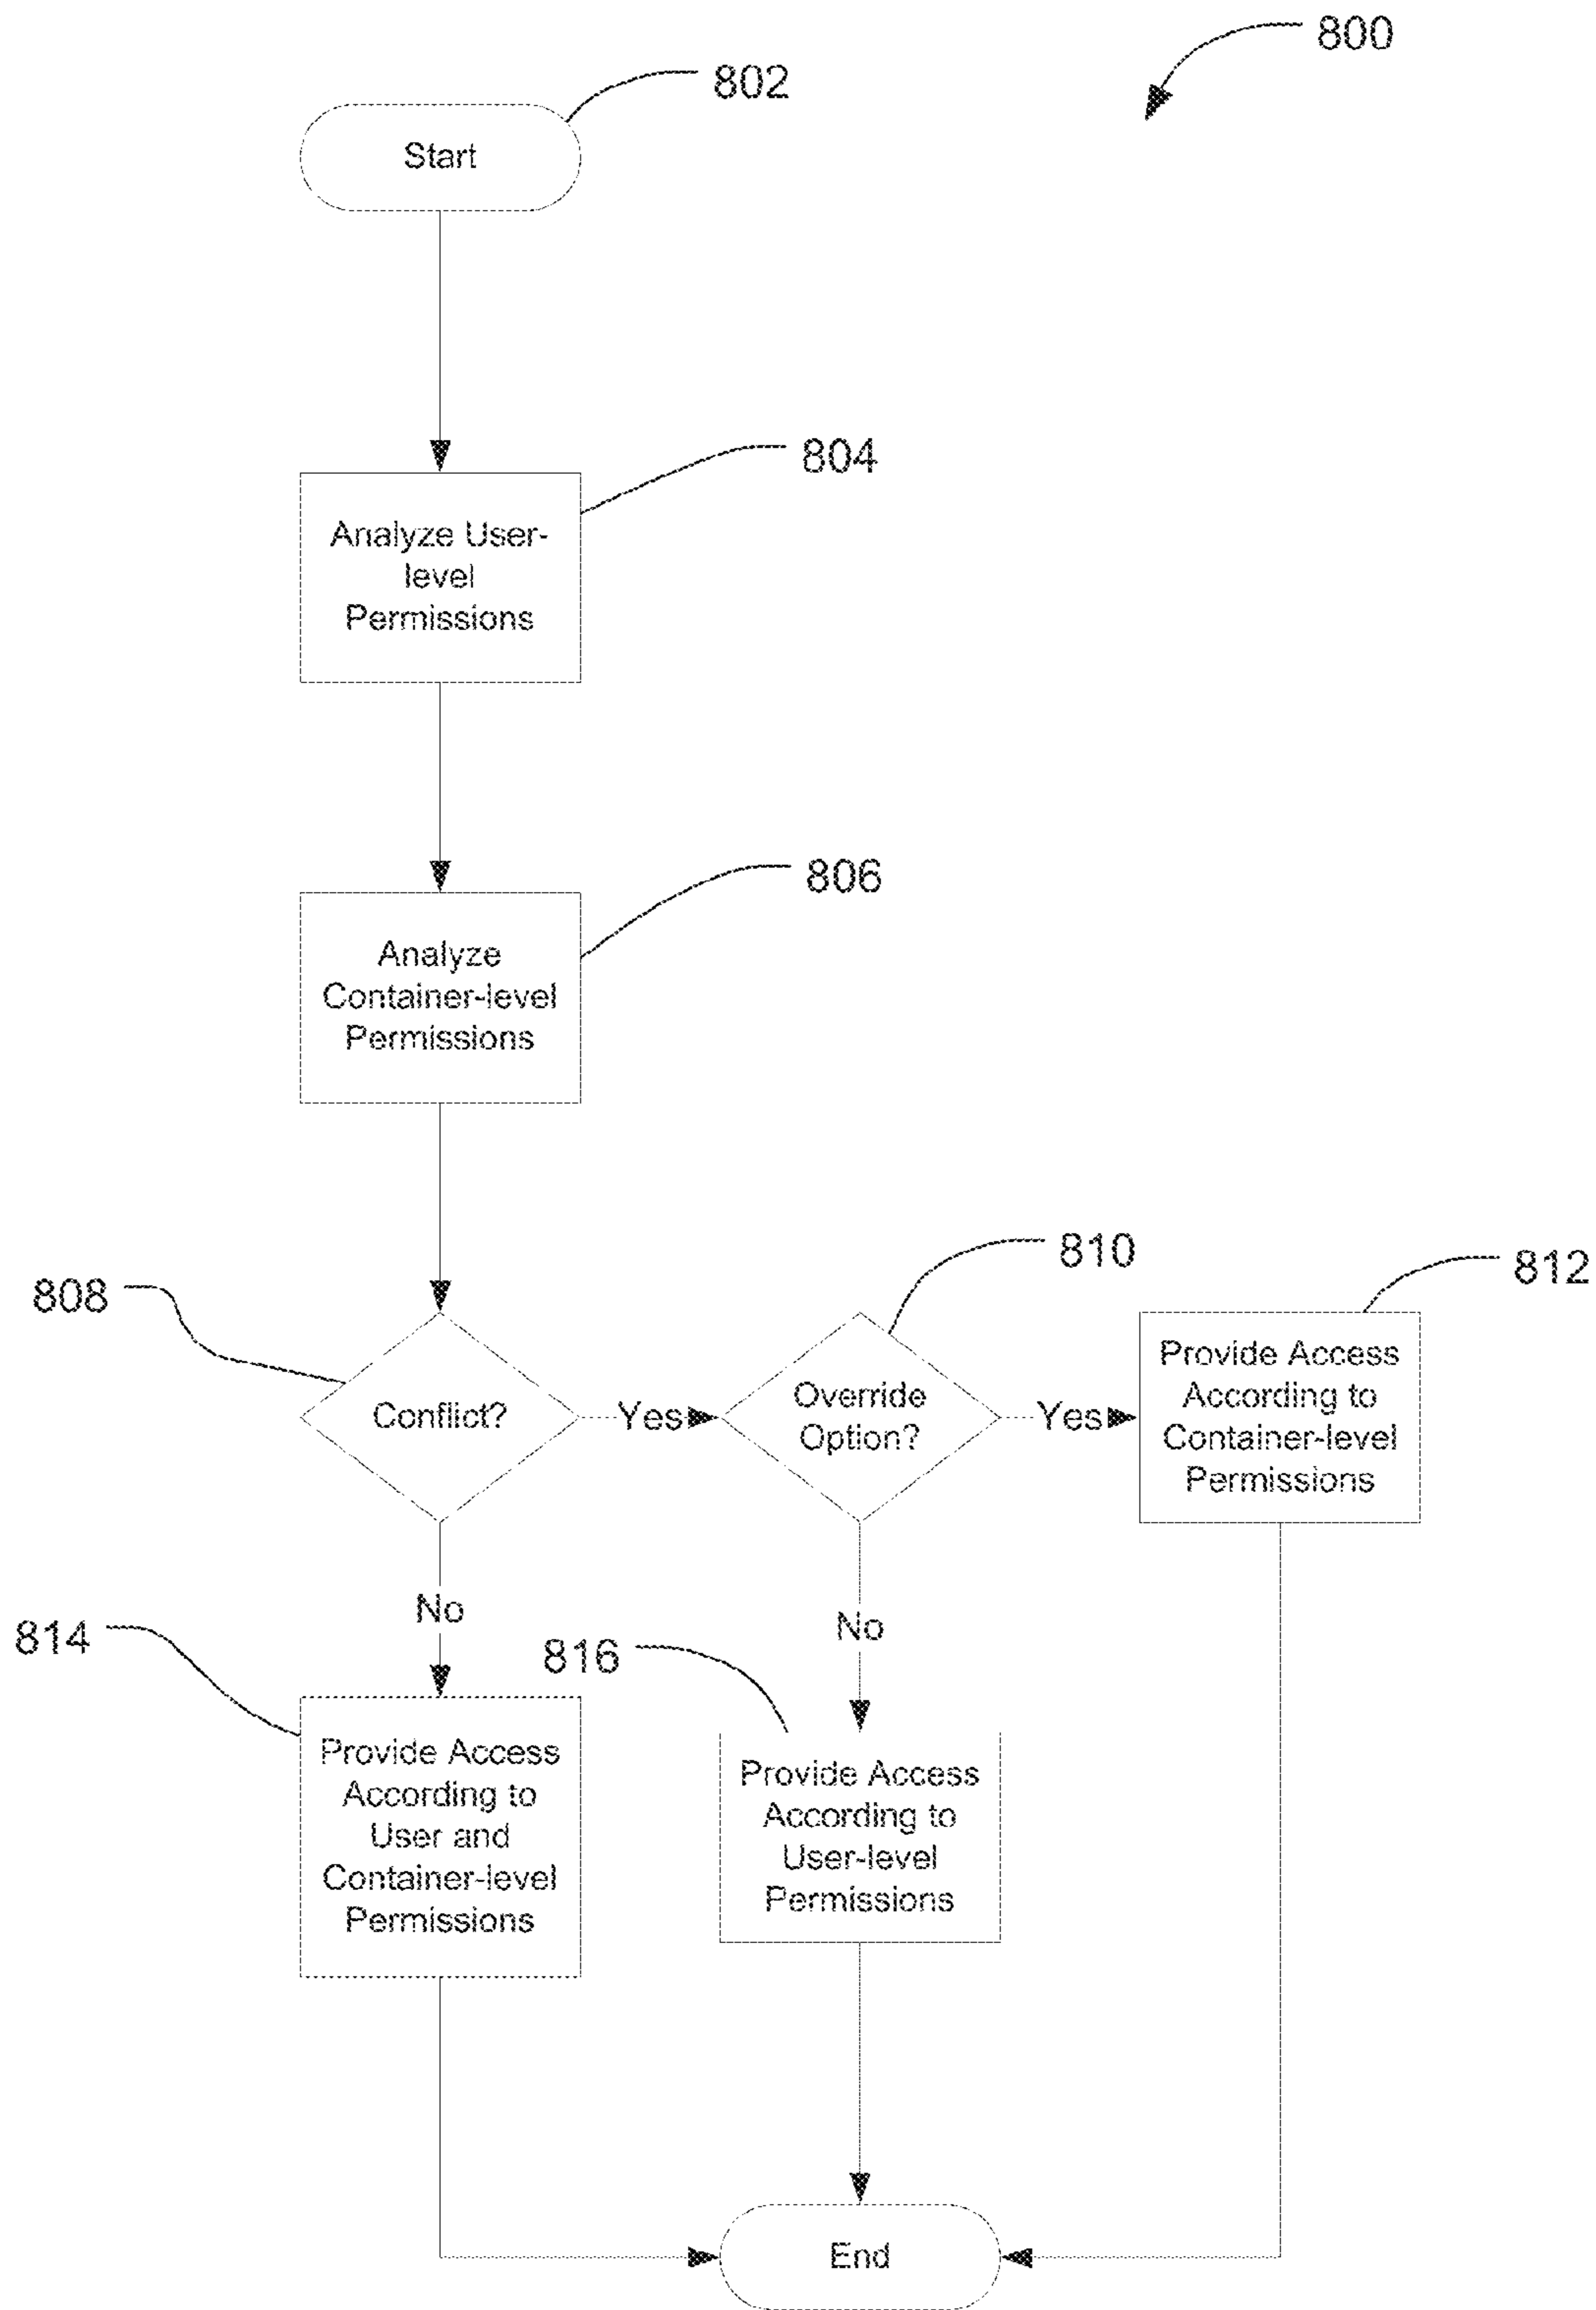 800
802
Start
804
Analyze User-
level
Permissions
806
Analyze
Container-level
Permissions
808
Conflict?
Yes
810
Override
Option?
Yes
812
Provide Access
According to
Container-level
Permissions
No
814
Provide Access
According to
User and
Container-level
Permissions
No
816
Provide Access
According to
User-level
Permissions
End